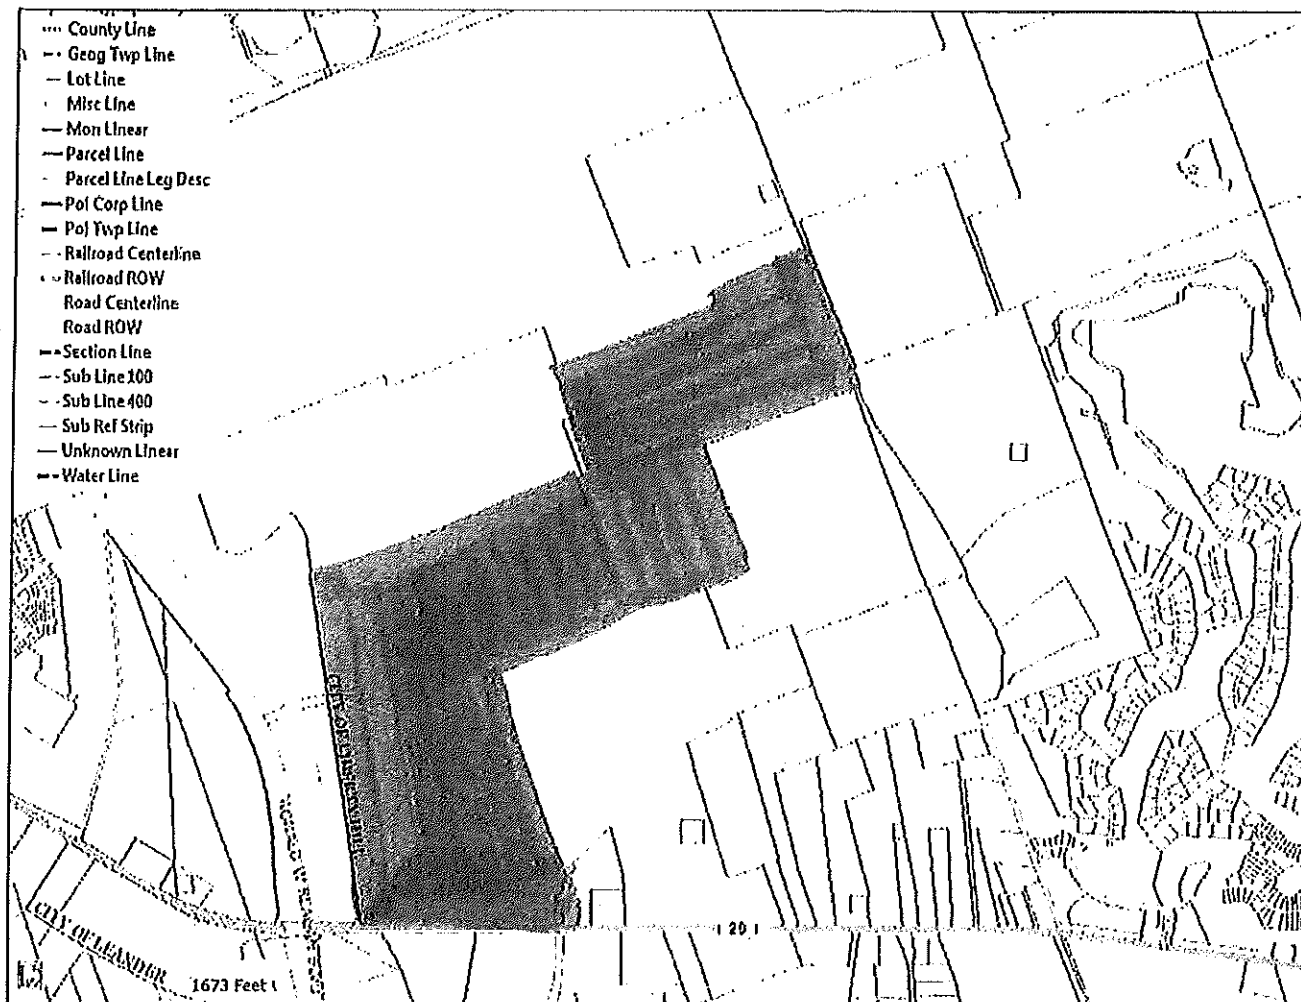 County Line
Geog Twp Line
Lot Line
Misc Line
Mon Linear
Parcel Line
Parcel Line Leg Desc
Pol Corp Line
Pol Twp Line
Railroad Centerline
Railroad ROW
Road Centerline
Road ROW
Section Line
Sub Line 100
Sub Line 400
Sub Ref Strip
Unknown Linear
Water Line
CITY OF
20
CITY OF LEANDER
1673 Feet